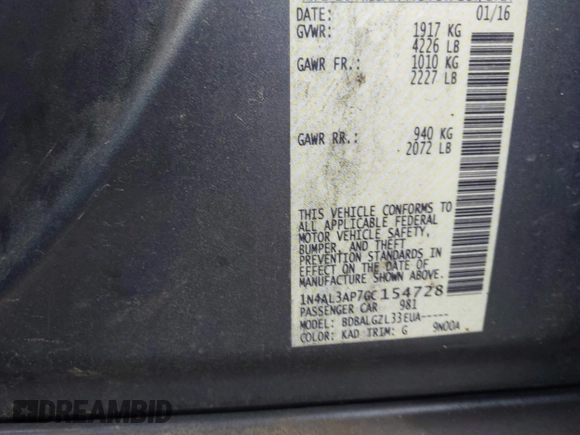 DATE: 01/16
GVWR: 1917 KG
4226 LB
GAWR FR.: 1010 KG
2227 LB
GAWR RR.: 940 KG
2072 LB
THIS VEHICLE CONFORMS TO
ALL APPLICABLE FEDERAL
MOTOR VEHICLE SAFETY,
BUMPER, AND THEFT
PREVENTION STANDARDS IN
EFFECT ON THE DATE OF
MANUFACTURE SHOWN ABOVE.
1N4AL3AP7GC154728
PASSENGER CAR 981
MODEL: BDBALGZL33EUA-----
COLOR: KAD TRIM: G 9NODA
DREAMBID